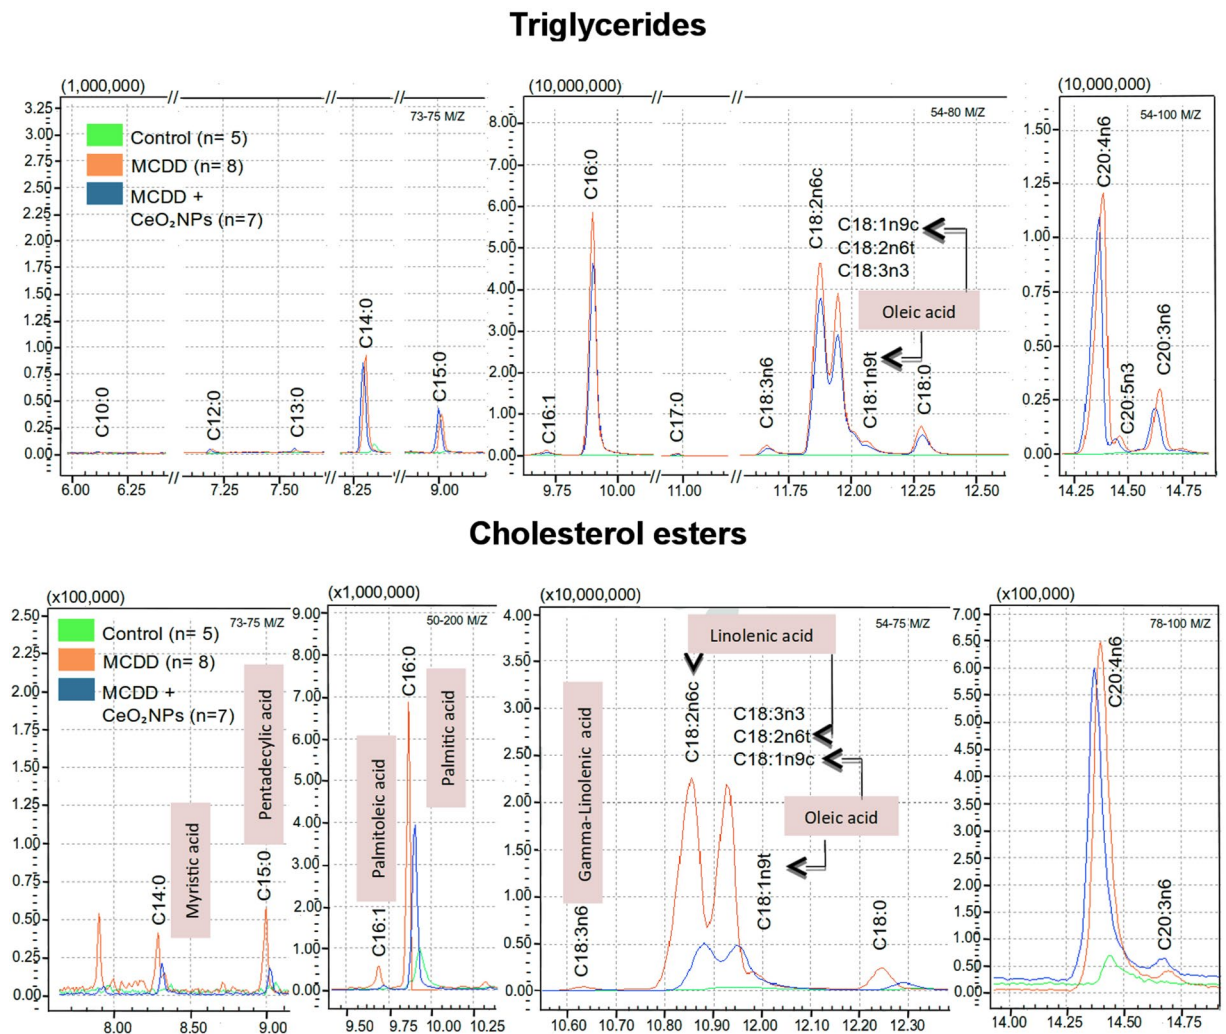 Triglycerides
(1,000,000)
73-75 M/Z
Control (n= 5)
MCDD (n= 8)
MCDD +
CeO₂NPs (n=7)
3.25
3.00
2.75
2.50
2.25
2.00
1.75
1.50
1.25
1.00
0.75
0.50
0.25
0.00
C10:0
C12:0
C13:0
C14:0
C15:0
6.00 6.25 7.25 7.50 8.25 9.00
(10,000,000)
54-80 M/Z
8.00
7.00
6.00
5.00
4.00
3.00
2.00
1.00
0.00
C16:1
C16:0
C17:0
C18:3n6
C18:2n6c
C18:1n9c
C18:2n6t
C18:3n3
Oleic acid
C18:1n9t
C18:0
9.75 10.00 11.00 11.75 12.00 12.25 12.50
(10,000,000)
54-100 M/Z
1.50
1.25
1.00
0.50
0.25
0.00
C20:4n6
C20:5n3
C20:3n6
14.25 14.50 14.75
Cholesterol esters
(x100,000)
73-75 M/Z
Control (n= 5)
MCDD (n= 8)
MCDD +
CeO₂NPs (n=7)
2.50
2.25
2.00
1.75
1.50
1.25
1.00
0.75
0.50
0.25
0.00
C14:0
Myristic acid
Pentadecylic acid
C15:0
8.00 8.50 9.00
(x1,000,000)
50-200 M/Z
9.00
8.00
7.00
6.00
5.00
4.00
3.00
2.00
1.00
0.00
Palmitoleic acid
C16:1
C16:0
Palmitic acid
9.50 9.75 10.00 10.25
(x10,000,000)
54-75 M/Z
4.00
3.50
3.00
2.50
2.00
1.50
1.00
0.50
0.00
Gamma-Linolenic acid
C18:3n6
Linolenic acid
C18:2n6c
C18:3n3
C18:2n6t
C18:1n9c
Oleic acid
C18:1n9t
C18:0
10.60 10.70 10.80 10.90 12.00 12.10 12.20 12.30
(x100,000)
78-100 M/Z
7.00
6.50
6.00
5.50
5.00
4.50
4.00
3.50
3.00
2.50
2.00
1.50
1.00
0.50
0.00
C20:4n6
C20:3n6
14.00 14.25 14.50 14.75